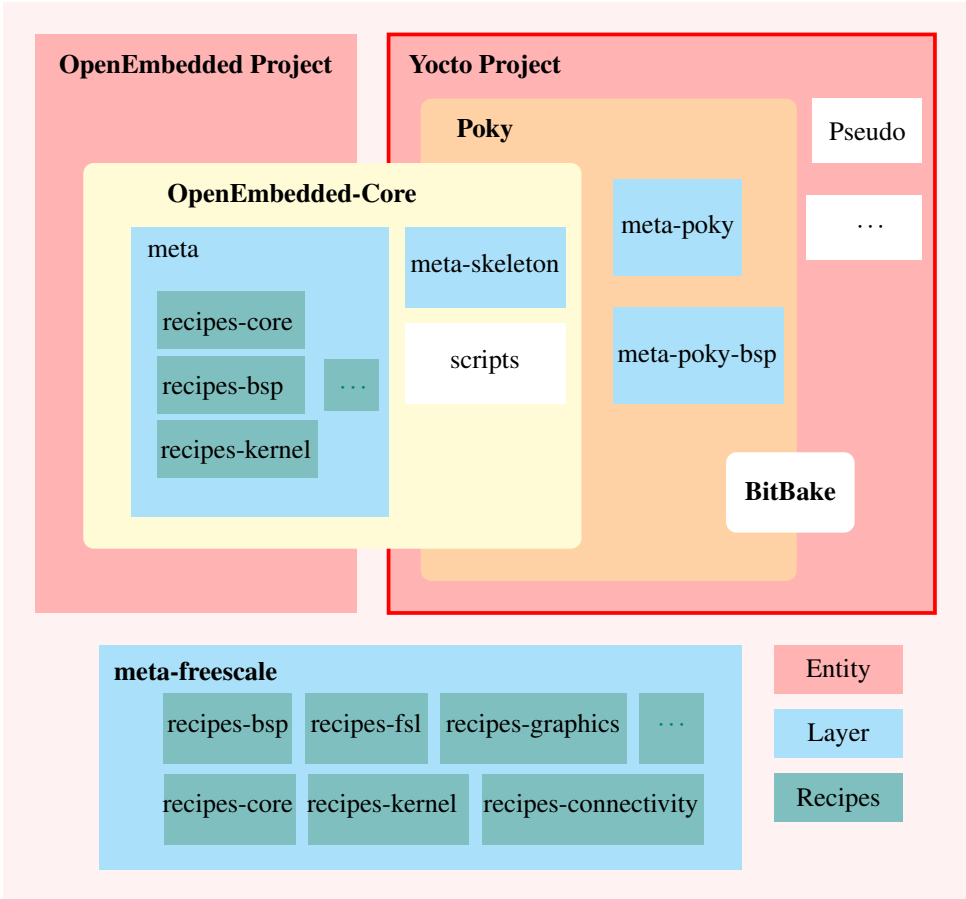 OpenEmbedded Project
Yocto Project
Poky
Pseudo
...
OpenEmbedded-Core
meta
recipes-core
recipes-bsp
...
recipes-kernel
meta-skeleton
scripts
meta-poky
meta-poky-bsp
BitBake
meta-freescale
recipes-bsp
recipes-fsl
recipes-graphics
...
recipes-core
recipes-kernel
recipes-connectivity
Entity
Layer
Recipes